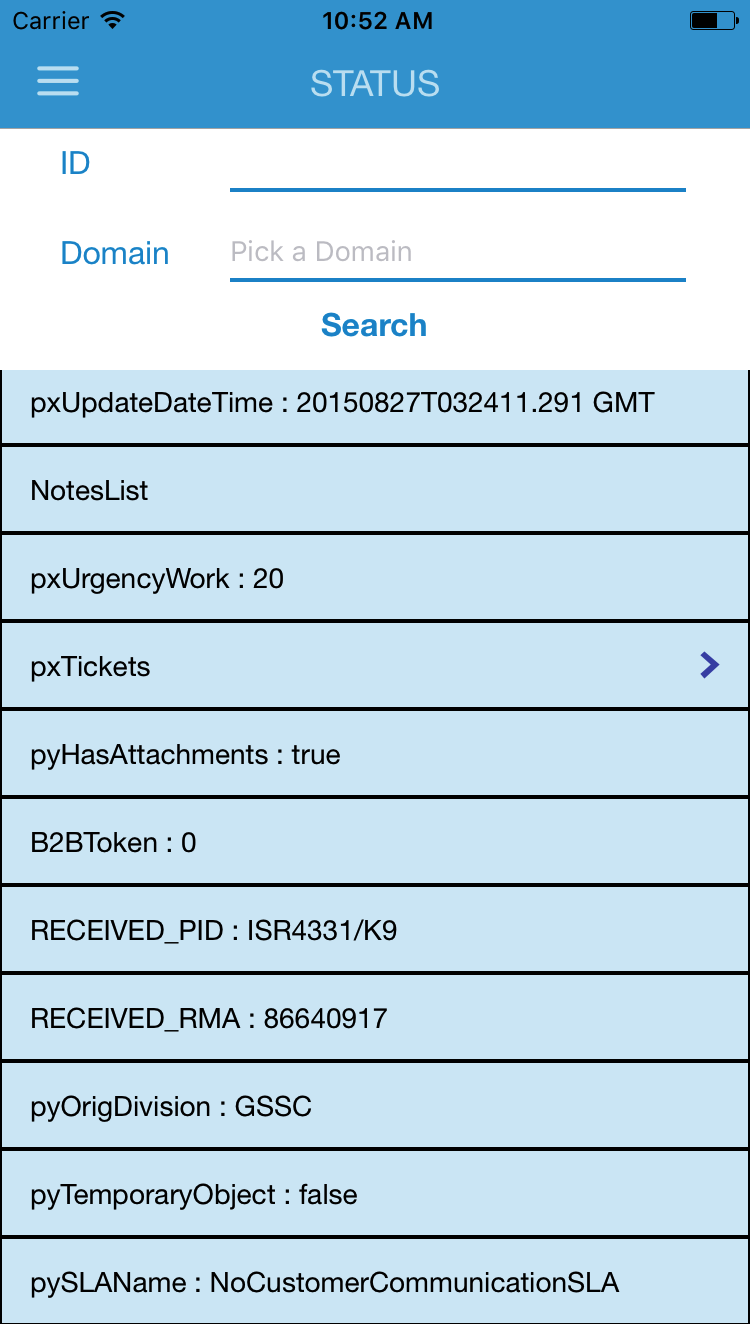 Carrier 10:52 AM
STATUS
ID
Domain Pick a Domain
Search
pxUpdateDateTime : 20150827T032411.291 GMT
NotesList
pxUrgencyWork : 20
pxTickets
pyHasAttachments : true
B2BToken : 0
RECEIVED_PID : ISR4331/K9
RECEIVED_RMA : 86640917
pyOrigDivision : GSSC
pyTemporaryObject : false
pySLAName : NoCustomerCommunicationSLA